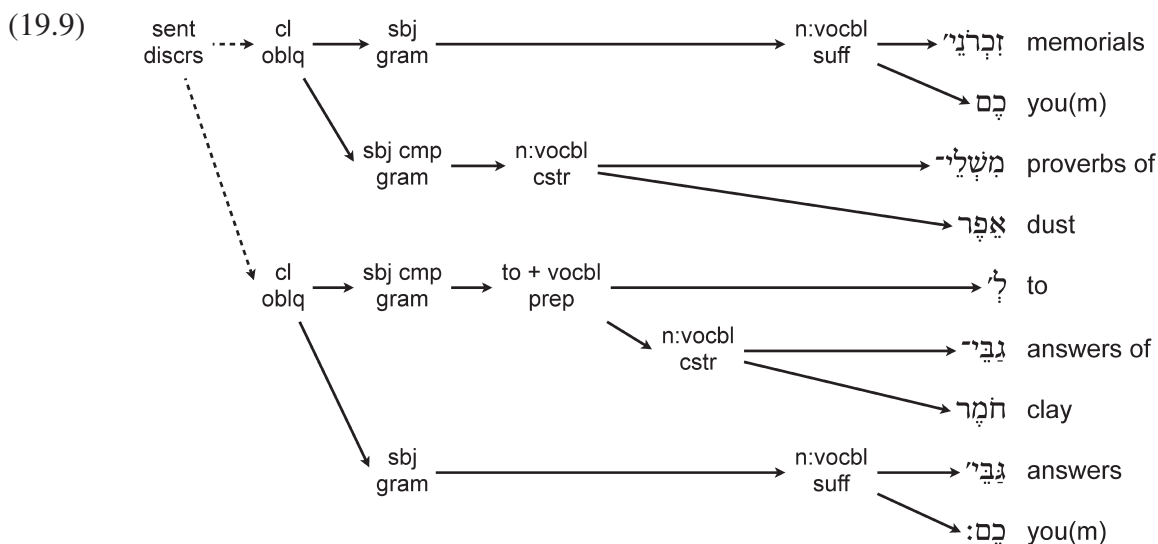 (19.9)
sent cl sbj n:vocbl זִכְרֹנֵי׳ memorials
discrs oblq gram suff
כֶם you(m)
sbj cmp n:vocbl מִשְׁלֵי־ proverbs of
gram cstr
אֵפֶר dust
cl sbj cmp to + vocbl לְ׳ to
oblq gram prep
n:vocbl גַבֵּי־ answers of
cstr
חֹמֶר clay
sbj n:vocbl גַּבֵּי׳ answers
gram suff
כֶם׃ you(m)